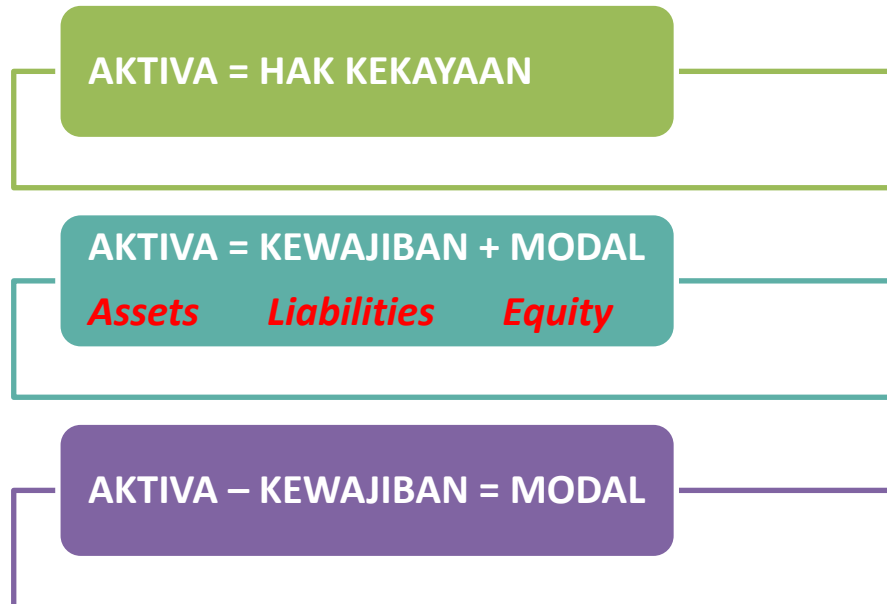 AKTIVA = HAK KEKAYAAN
AKTIVA = KEWAJIBAN + MODAL
Assets Liabilities Equity
AKTIVA – KEWAJIBAN = MODAL